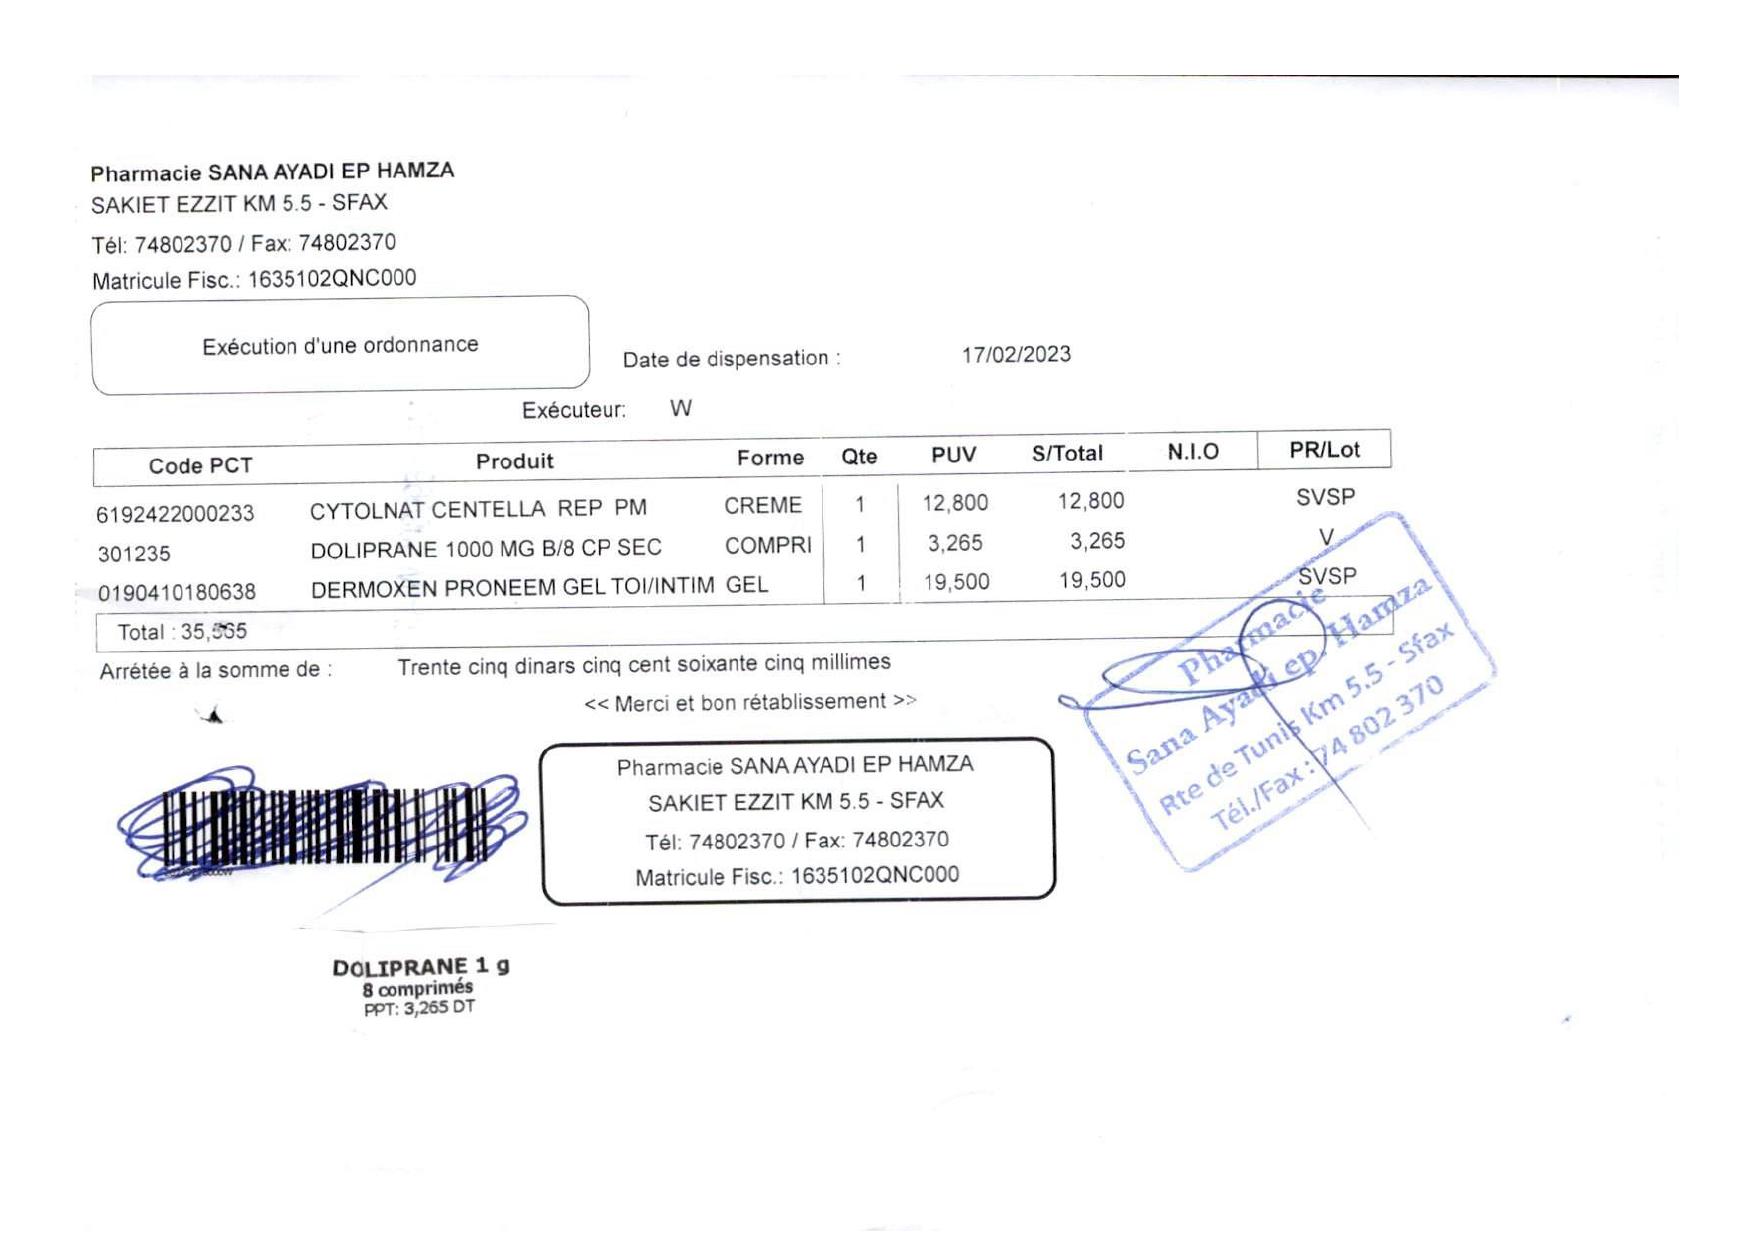 Pharmacie SANA AYADI EP HAMZA
SAKIET EZZIT KM 5.5 - SFAX
Tél: 74802370 / Fax: 74802370
Matricule Fisc.: 1635102QNC000
Exécution d'une ordonnance
Date de dispensation : 17/02/2023
Exécuteur: W
Code PCT Produit Forme Qte PUV S/Total N.I.O PR/Lot
6192422000233 CYTOLNAT CENTELLA REP PM CREME 1 12,800 12,800 SVSP
301235 DOLIPRANE 1000 MG B/8 CP SEC COMPRI 1 3,265 3,265 V
0190410180638 DERMOXEN PRONEEM GEL TOI/INTIM GEL 1 19,500 19,500 SVSP
Total : 35,565
Arrétée à la somme de : Trente cinq dinars cinq cent soixante cinq millimes
<< Merci et bon rétablissement >>
Pharmacie
Sana Ayadi ep. Hamza
Rte de Tunis Km 5.5 - Sfax
Tél./Fax : 74 802 370
Pharmacie SANA AYADI EP HAMZA
SAKIET EZZIT KM 5.5 - SFAX
Tél: 74802370 / Fax: 74802370
Matricule Fisc.: 1635102QNC000
DOLIPRANE 1 g
8 comprimés
PPT: 3,265 DT